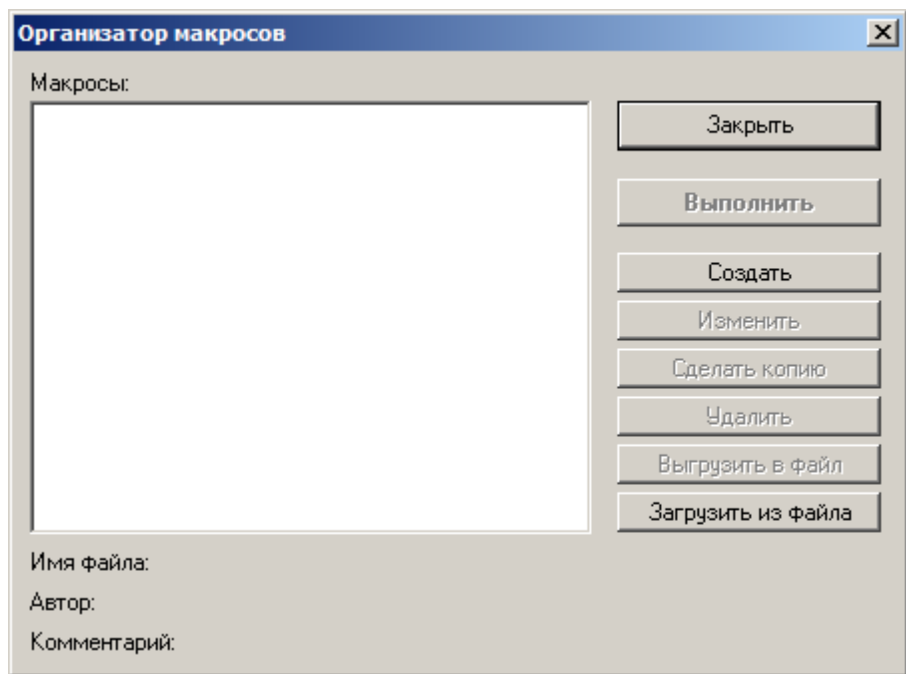 Организатор макросов
Макросы:
Закрыть
Выполнить
Создать
Изменить
Сделать копию
Удалить
Выгрузить в файл
Загрузить из файла
Имя файла:
Автор:
Комментарий: